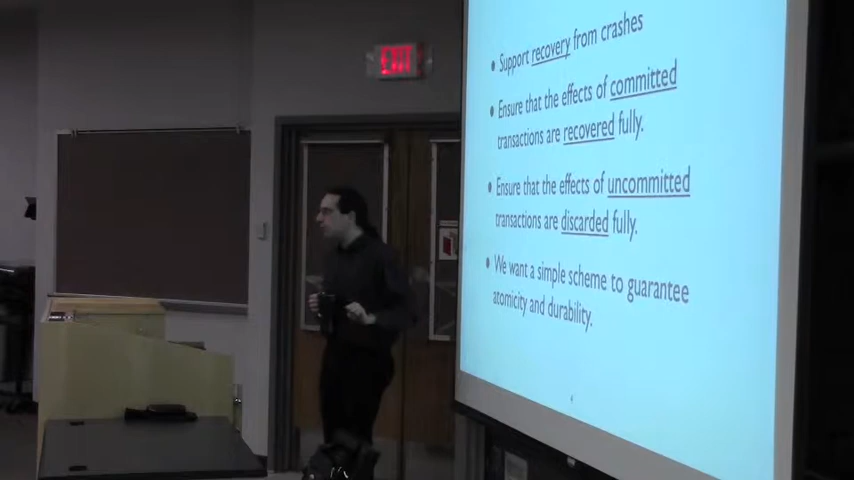 EXIT
• Support recovery from crashes
• Ensure that the effects of committed
transactions are recovered fully.
• Ensure that the effects of uncommitted
transactions are discarded fully.
• We want a simple scheme to guarantee
atomicity and durability.